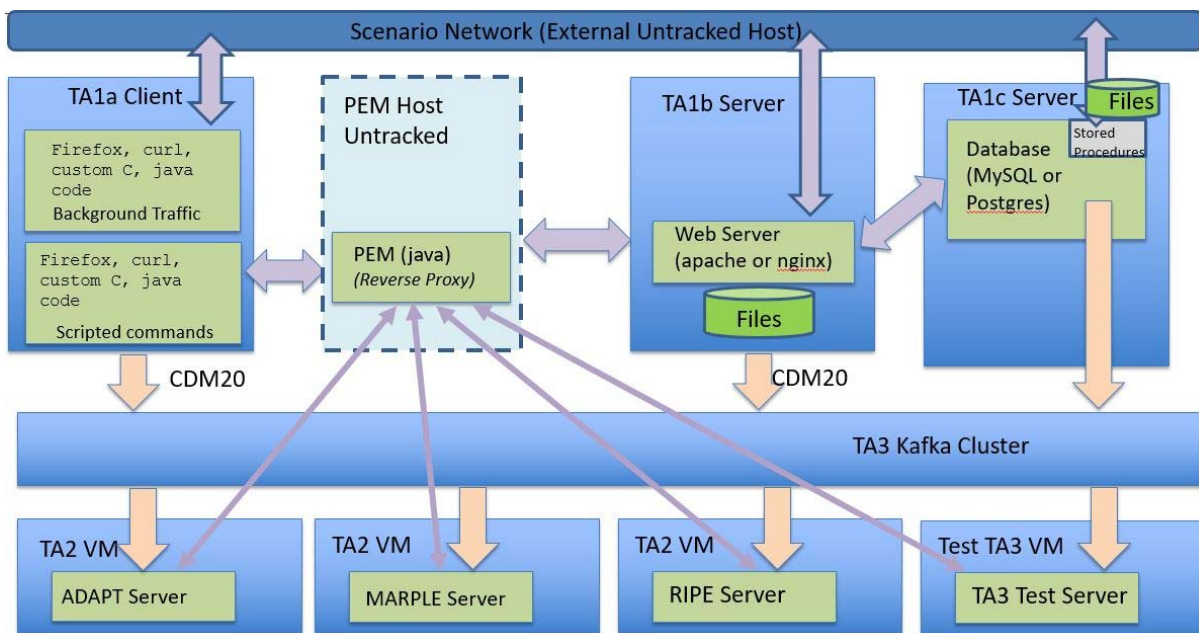 Scenario Network (External Untracked Host)
TA1a Client
Firefox, curl,
custom C, java
code
Background Traffic
Firefox, curl,
custom C, java
code
Scripted commands
PEM Host
Untracked
PEM (java)
(Reverse Proxy)
TA1b Server
Web Server
(apache or nginx)
Files
TA1c Server
Files
Stored
Procedures
Database
(MySQL or
Postgres)
CDM20
CDM20
TA3 Kafka Cluster
TA2 VM
ADAPT Server
TA2 VM
MARPLE Server
TA2 VM
RIPE Server
Test TA3 VM
TA3 Test Server